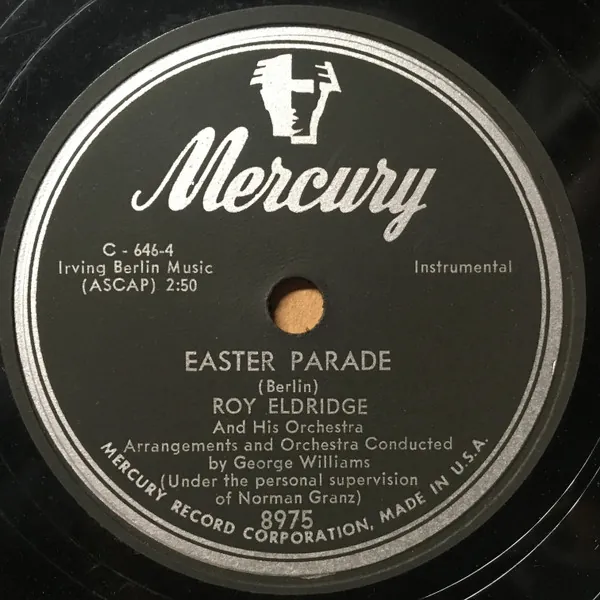 Mercury
C - 646-4
Irving Berlin Music
(ASCAP) 2:50
Instrumental
EASTER PARADE
(Berlin)
ROY ELDRIDGE
And His Orchestra
Arrangements and Orchestra Conducted
by George Williams
(Under the personal supervision
of Norman Granz)
8975
MERCURY RECORD CORPORATION, MADE IN U.S.A.